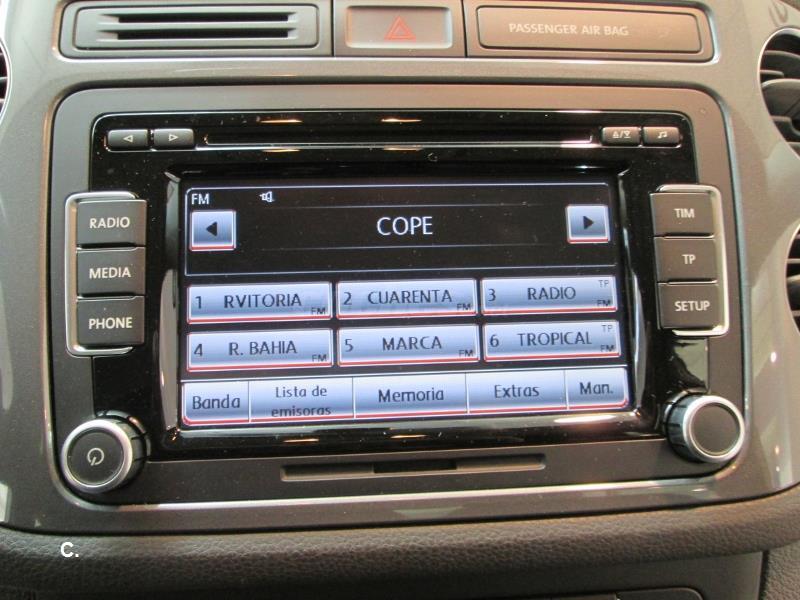 PASSENGER AIR BAG
RADIO
MEDIA
PHONE
TIM
TP
SETUP
FM
COPE
1 RVITORIA FM
2 CUARENTA FM
3 RADIO TP FM
4 R. BAHIA FM
5 MARCA FM
6 TROPICAL TP FM
Banda
Lista de
emisoras
Memoria
Extras
Man.
C.